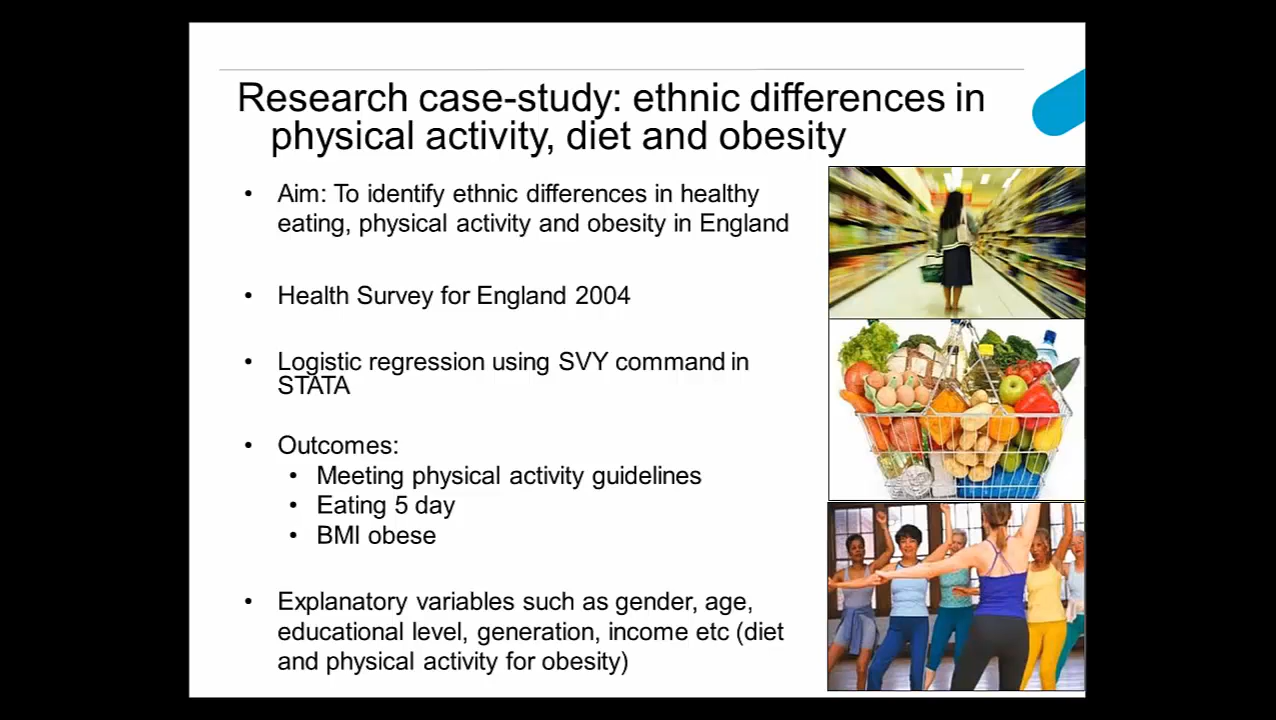 Research case-study: ethnic differences in
physical activity, diet and obesity
• Aim: To identify ethnic differences in healthy
eating, physical activity and obesity in England
• Health Survey for England 2004
• Logistic regression using SVY command in
STATA
• Outcomes:
• Meeting physical activity guidelines
• Eating 5 day
• BMI obese
• Explanatory variables such as gender, age,
educational level, generation, income etc (diet
and physical activity for obesity)